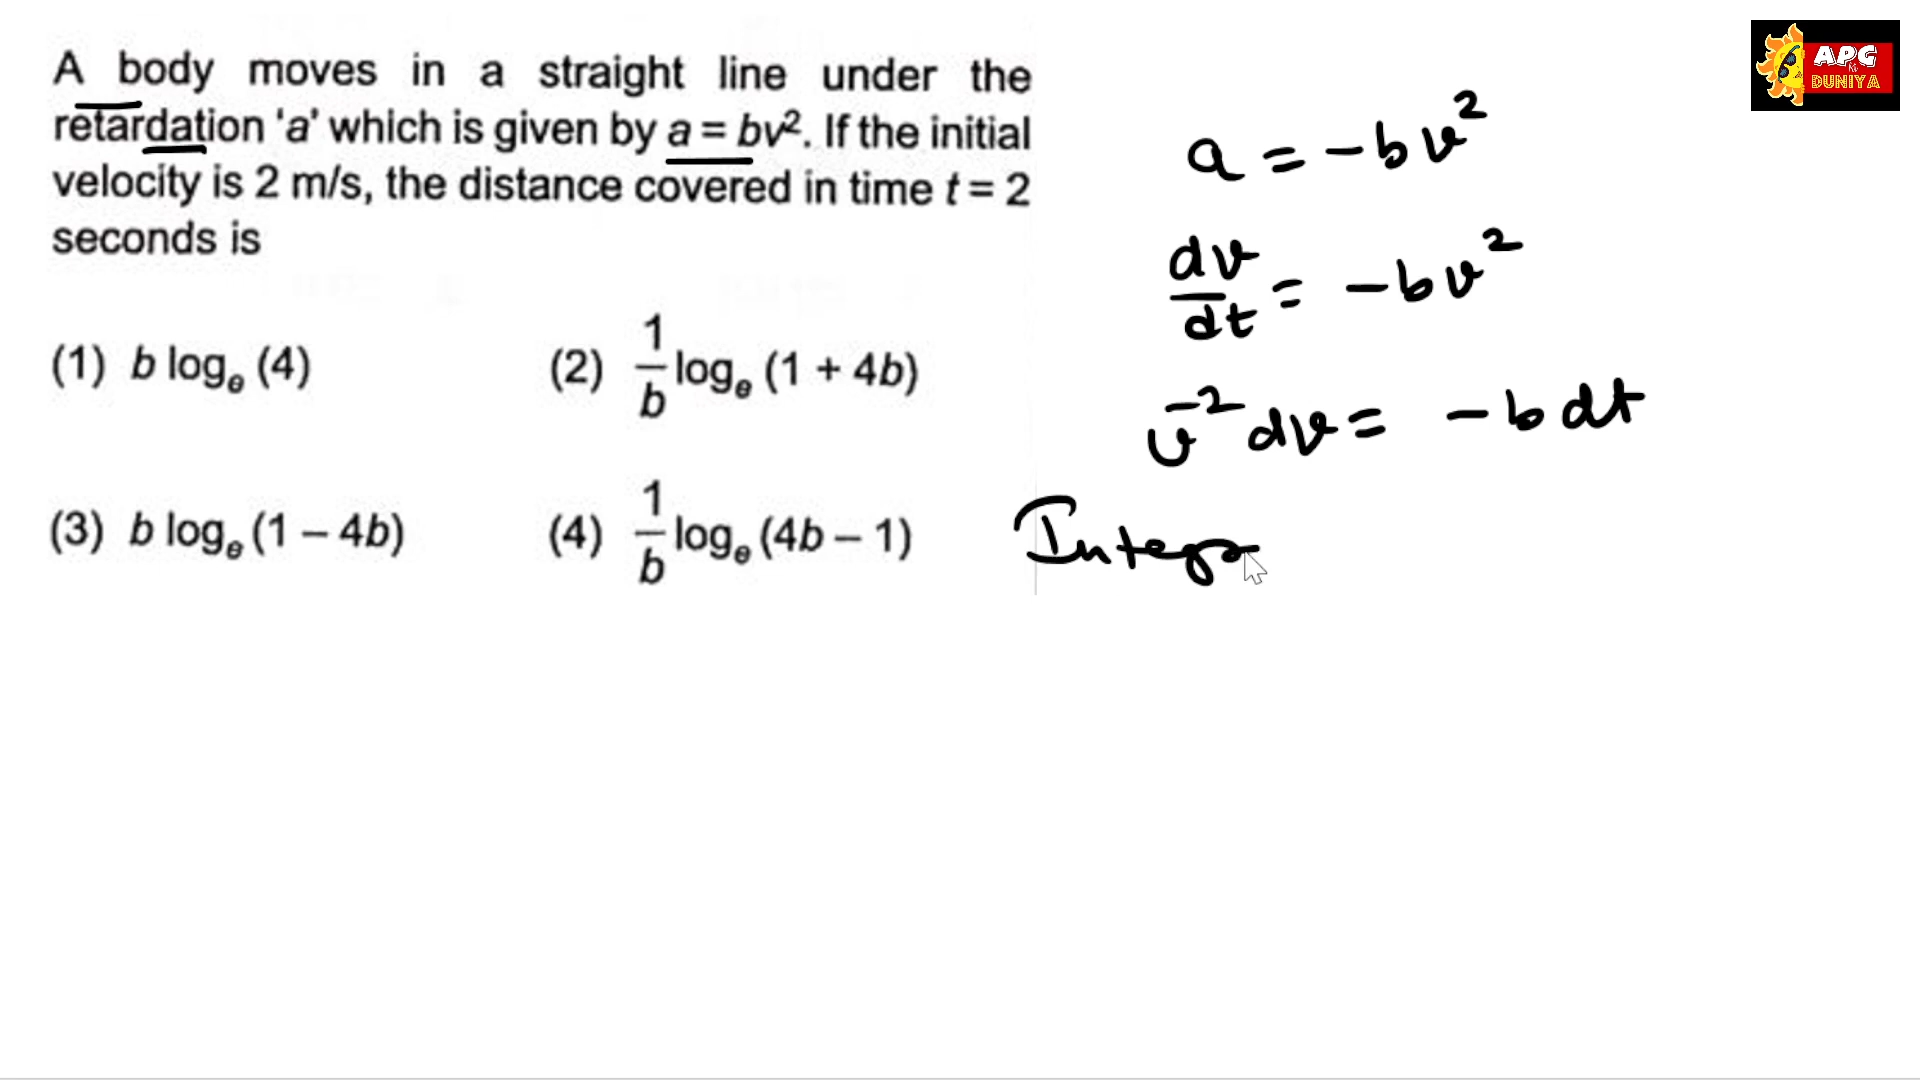 A body moves in a straight line under the
retardation 'a' which is given by a = bv². If the initial
velocity is 2 m/s, the distance covered in time t = 2
seconds is
(1) b logₑ (4)
(2) 1/b logₑ (1 + 4b)
(3) b logₑ (1 – 4b)
(4) 1/b logₑ (4b – 1)
a = -bv²
dv/dt = -bv²
v⁻² dv = -b dt
Integr
APG
KI
DUNIYA